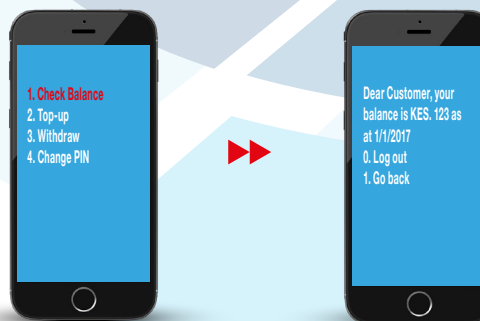 1. Check Balance
2. Top-up
3. Withdraw
4. Change PIN
Dear Customer, your
balance is KES. 123 as
at 1/1/2017
0. Log out
1. Go back